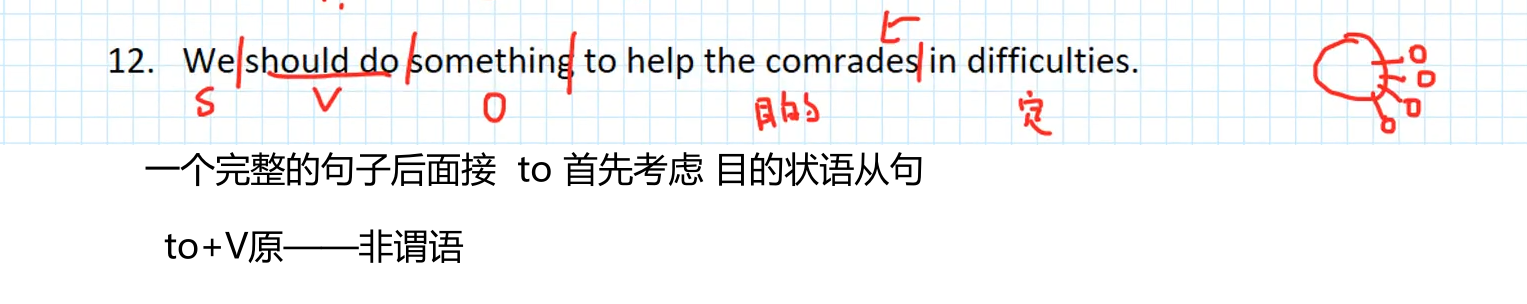 12. We should do something to help the comrades in difficulties.
S V O 目的 定
一个完整的句子后面接 to 首先考虑 目的状语从句
to+V原——非谓语